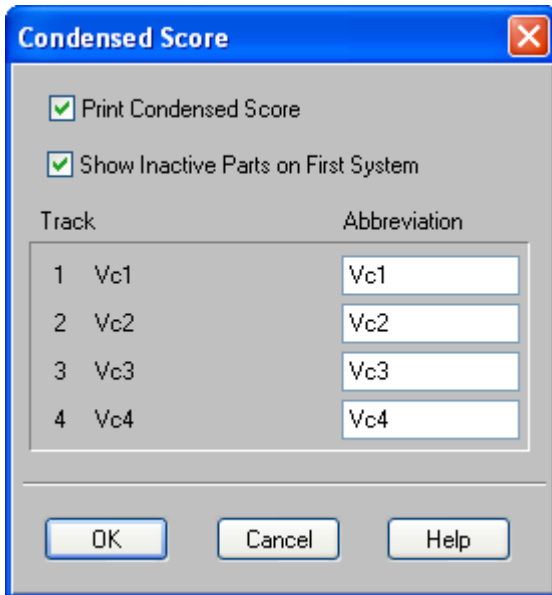 Condensed Score
Print Condensed Score
Show Inactive Parts on First System
Track Abbreviation
1 Vc1 Vc1
2 Vc2 Vc2
3 Vc3 Vc3
4 Vc4 Vc4
OK Cancel Help